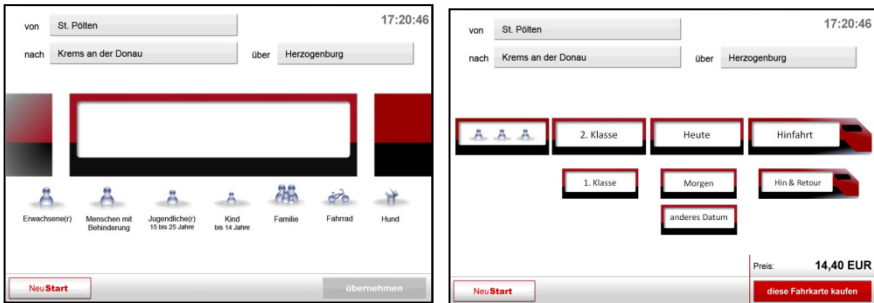 von St. Pölten 17:20:46
nach Krems an der Donau über Herzogenburg
Erwachsene(r)
Menschen mit
Behinderung
Jugendliche(r)
15 bis 25 Jahre
Kind
bis 14 Jahre
Familie
Fahrrad
Hund
NeuStart übernehmen
von St. Pölten 17:20:46
nach Krems an der Donau über Herzogenburg
2. Klasse Heute Hinfahrt
1. Klasse Morgen Hin & Retour
anderes Datum
Preis: 14,40 EUR
NeuStart diese Fahrkarte kaufen